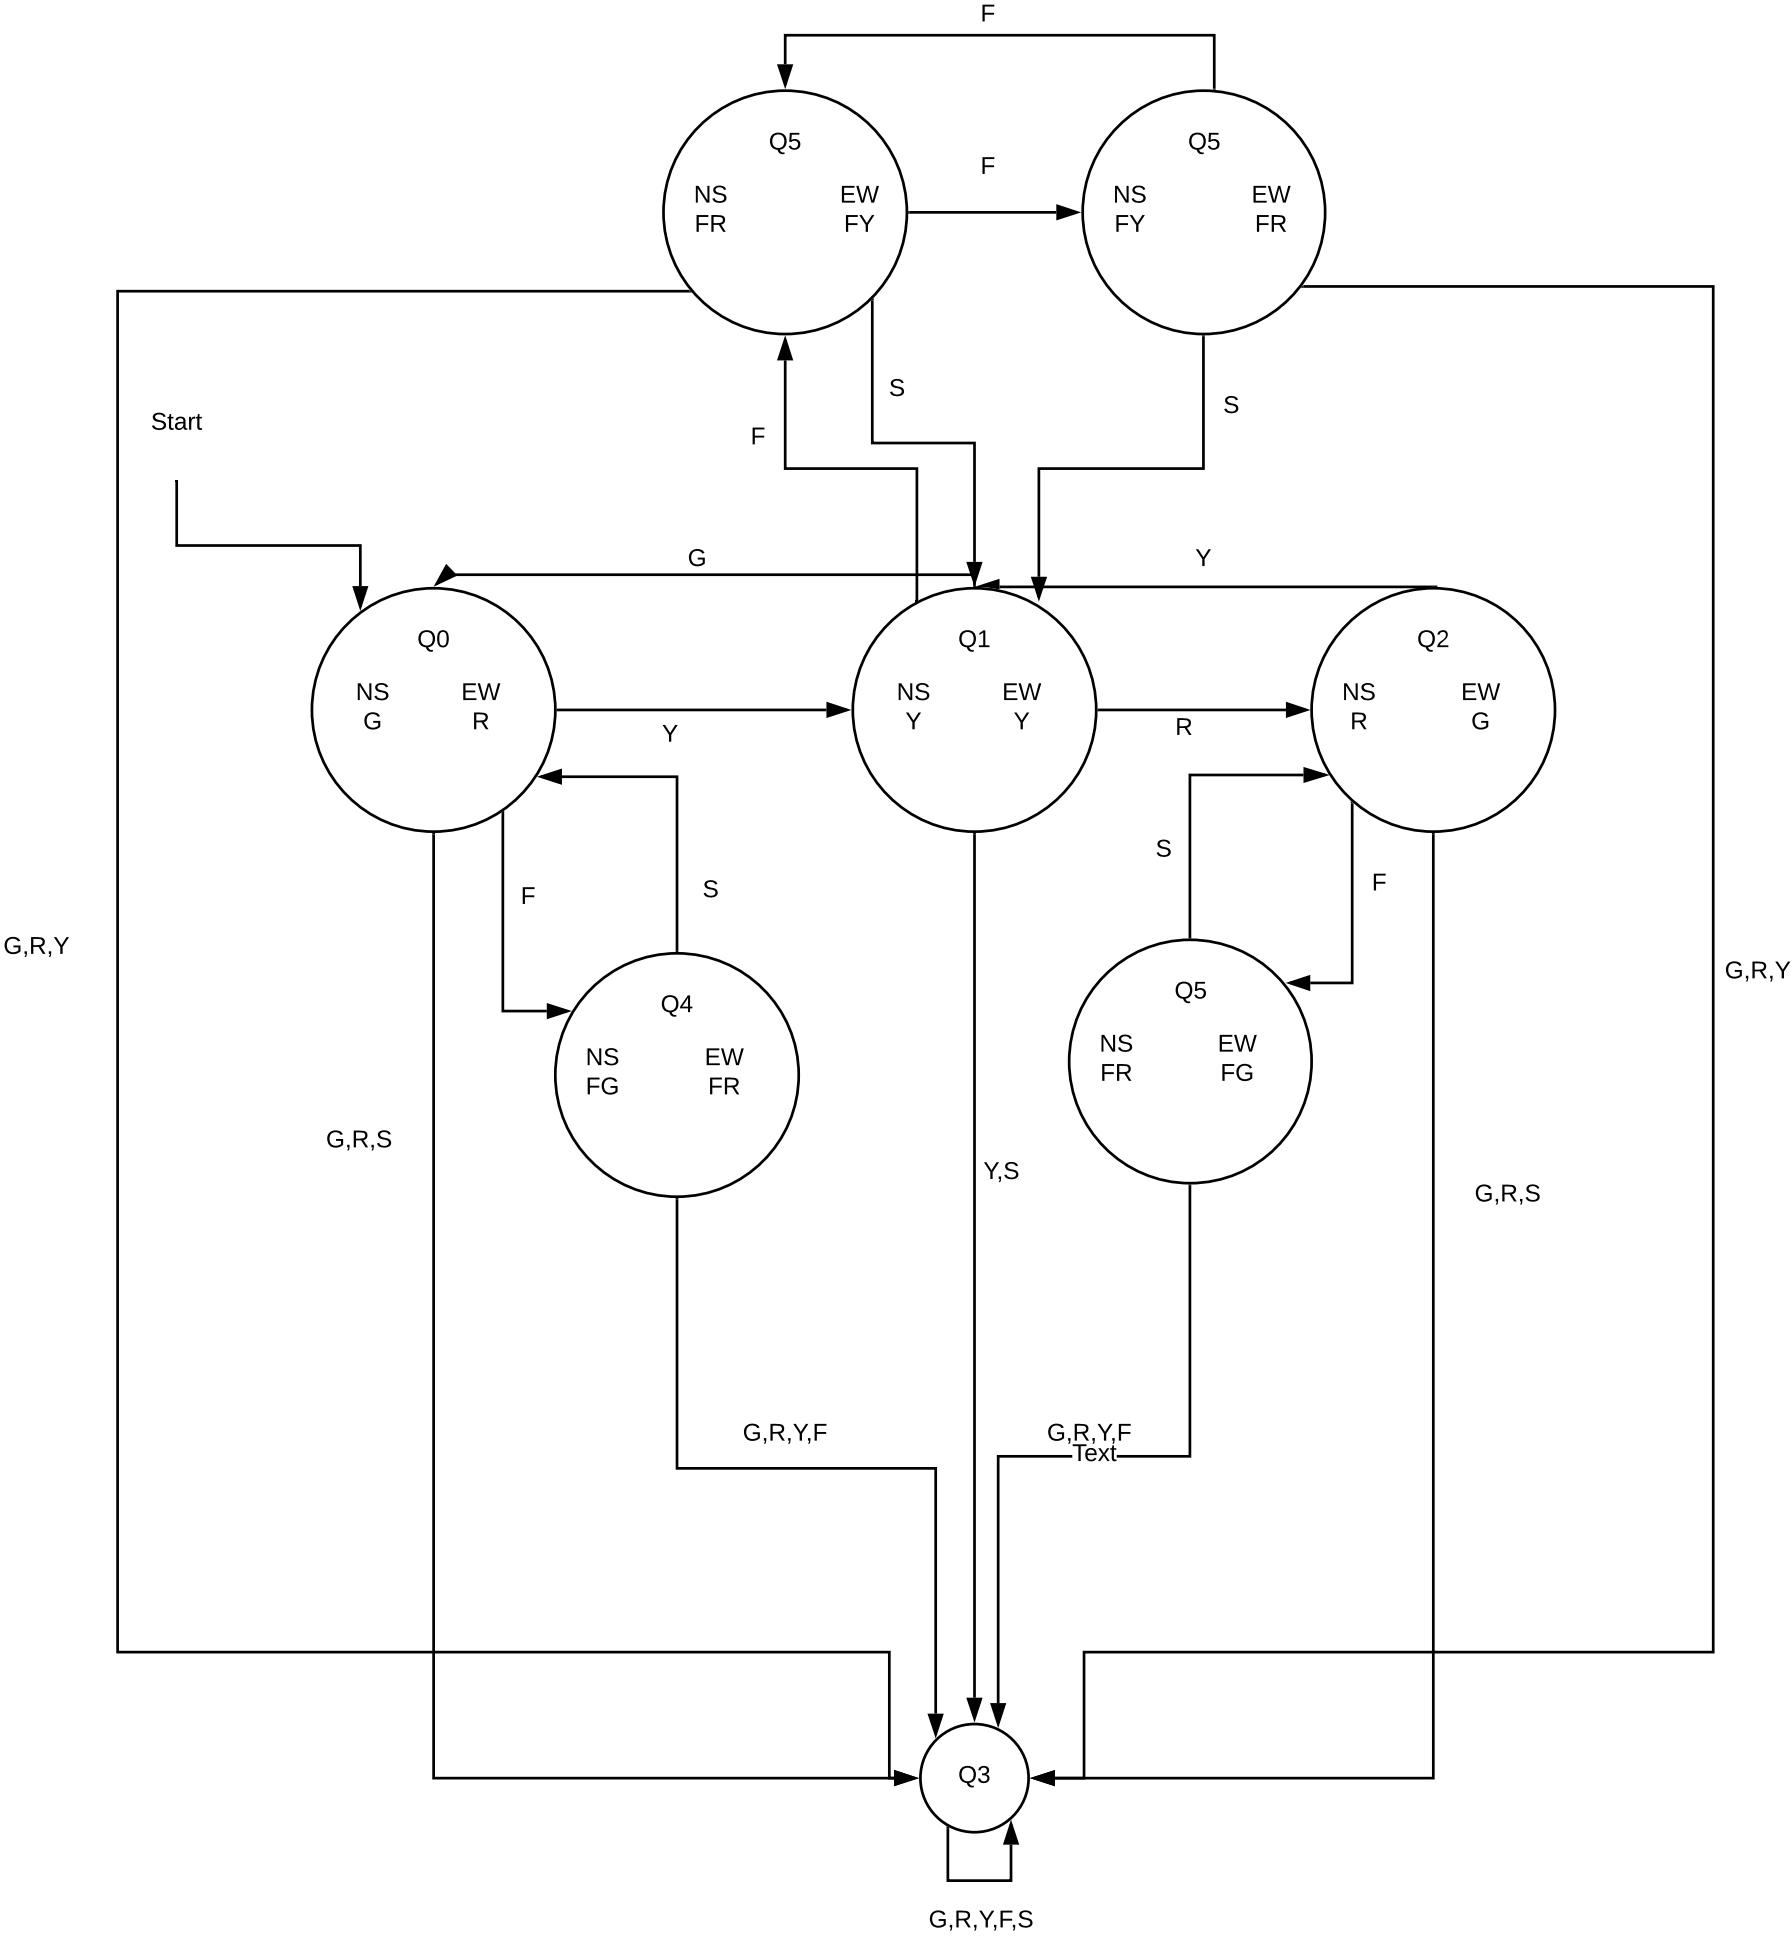 F
Q5
NS EW
FR FY
F
Q5
NS EW
FY FR
S
S
Start
F
G
Y
Q0
NS EW
G R
Y
Q1
NS EW
Y Y
R
Q2
NS EW
R G
S
F
F
S
G,R,Y
G,R,Y
Q4
NS EW
FG FR
Q5
NS EW
FR FG
G,R,S
Y,S
G,R,S
G,R,Y,F
G,R,Y,F
Text
Q3
G,R,Y,F,S